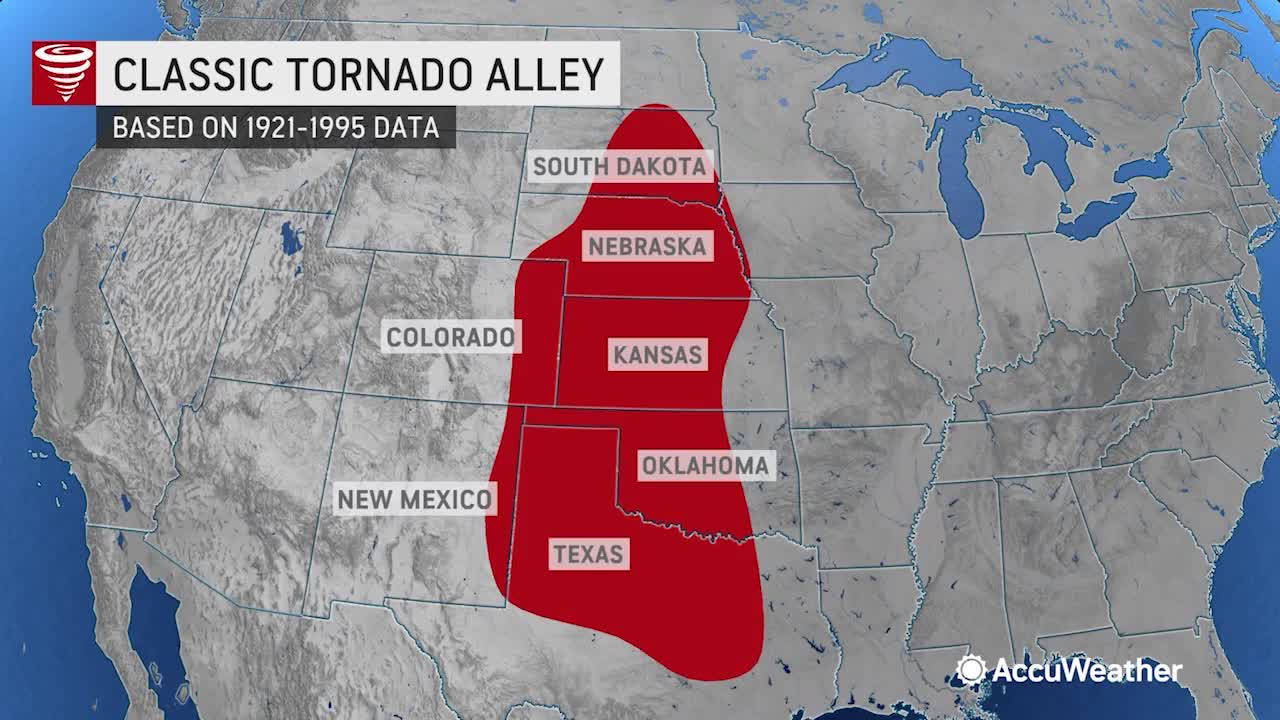 CLASSIC TORNADO ALLEY
BASED ON 1921-1995 DATA
SOUTH DAKOTA
NEBRASKA
COLORADO
KANSAS
OKLAHOMA
NEW MEXICO
TEXAS
AccuWeather